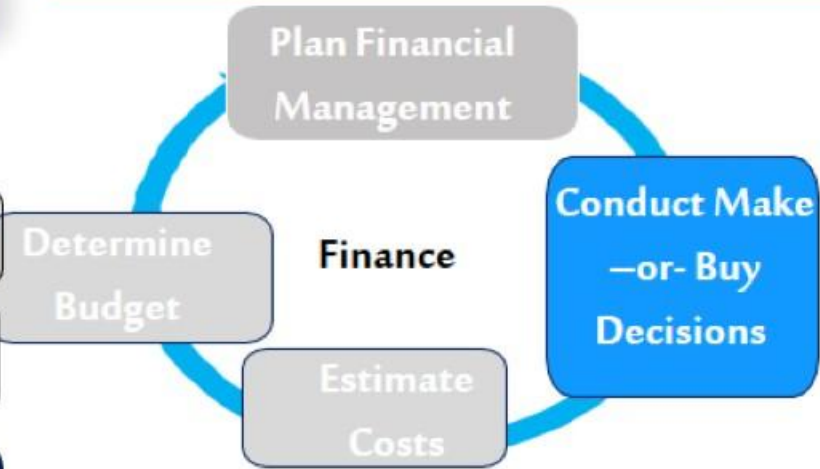 Plan Financial
Management
Conduct Make
–or- Buy
Decisions
Determine
Budget
Finance
Estimate
Costs